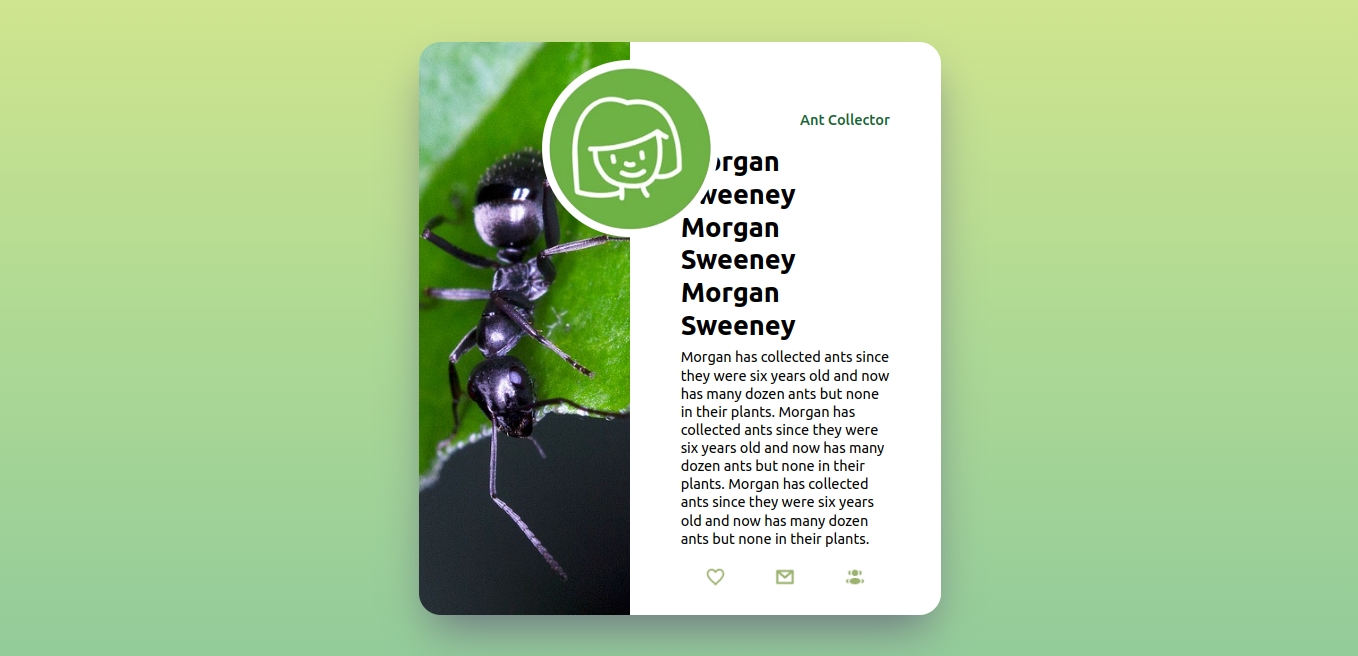 Ant Collector
organ
weeney
Morgan
Sweeney
Morgan
Sweeney
Morgan has collected ants since
they were six years old and now
has many dozen ants but none
in their plants. Morgan has
collected ants since they were
six years old and now has many
dozen ants but none in their
plants. Morgan has collected
ants since they were six years
old and now has many dozen
ants but none in their plants.